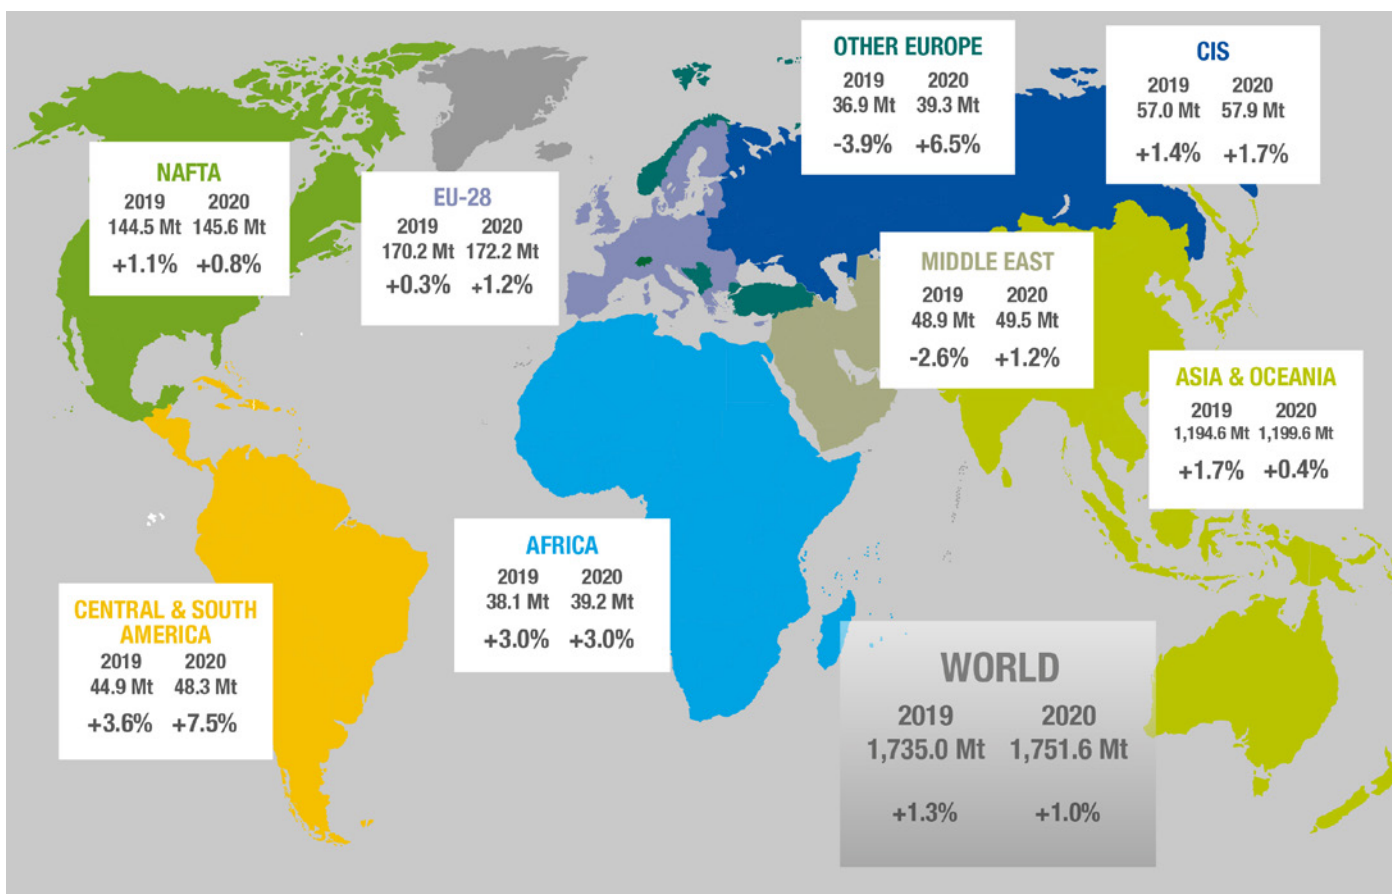 OTHER EUROPE
2019 2020
36.9 Mt 39.3 Mt
-3.9% +6.5%
CIS
2019 2020
57.0 Mt 57.9 Mt
+1.4% +1.7%
NAFTA
2019 2020
144.5 Mt 145.6 Mt
+1.1% +0.8%
EU-28
2019 2020
170.2 Mt 172.2 Mt
+0.3% +1.2%
MIDDLE EAST
2019 2020
48.9 Mt 49.5 Mt
-2.6% +1.2%
ASIA & OCEANIA
2019 2020
1,194.6 Mt 1,199.6 Mt
+1.7% +0.4%
AFRICA
2019 2020
38.1 Mt 39.2 Mt
+3.0% +3.0%
CENTRAL & SOUTH
AMERICA
2019 2020
44.9 Mt 48.3 Mt
+3.6% +7.5%
WORLD
2019 2020
1,735.0 Mt 1,751.6 Mt
+1.3% +1.0%